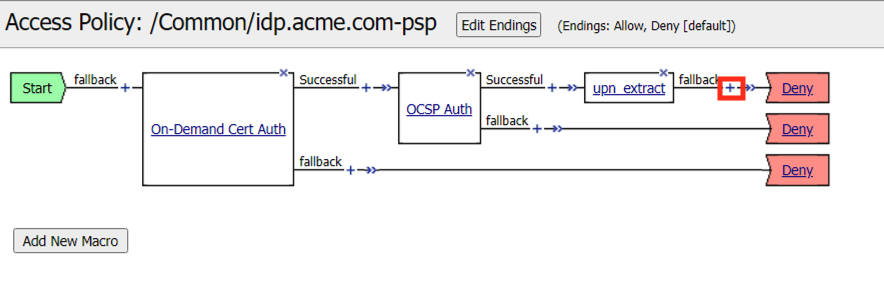 Access Policy: /Common/idp.acme.com-psp Edit Endings (Endings: Allow, Deny [default])
Start fallback + On-Demand Cert Auth Successful + OCSP Auth Successful + upn_extract fallback + Deny
fallback + Deny
fallback + Deny
Add New Macro